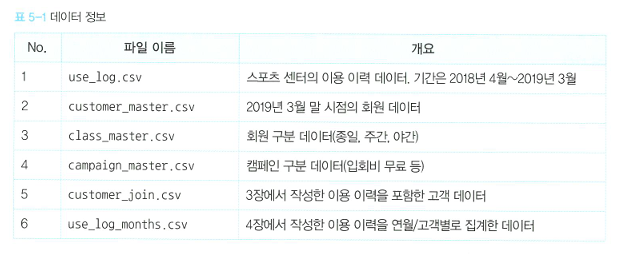 표 5-1 데이터 정보
No. 파일 이름 개요
1 use_log.csv 스포츠 센터의 이용 이력 데이터. 기간은 2018년 4월~2019년 3월
2 customer_master.csv 2019년 3월 말 시점의 회원 데이터
3 class_master.csv 회원 구분 데이터(종일, 주간, 야간)
4 campaign_master.csv 캠페인 구분 데이터(입회비 무료 등)
5 customer_join.csv 3장에서 작성한 이용 이력을 포함한 고객 데이터
6 use_log_months.csv 4장에서 작성한 이용 이력을 연월/고객별로 집계한 데이터